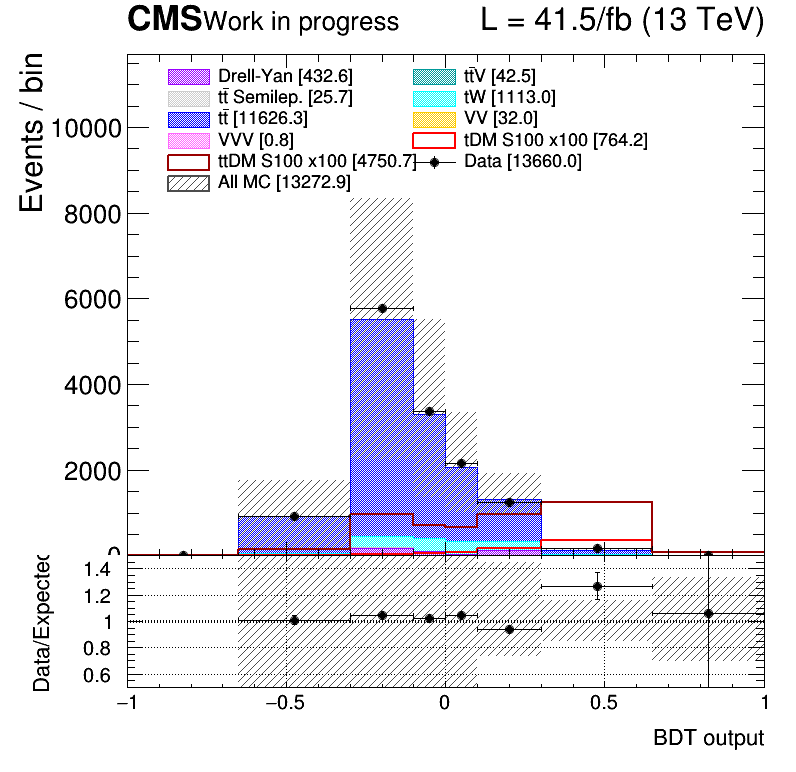 CMS Work in progress L = 41.5/fb (13 TeV)
Events / bin
Drell-Yan [432.6] tt̄V [42.5]
tt̄ Semilep. [25.7] tW [1113.0]
tt̄ [11626.3] VV [32.0]
VVV [0.8] tDM S100 x100 [764.2]
ttDM S100 x100 [4750.7] Data [13660.0]
All MC [13272.9]
10000
8000
6000
4000
2000
0
Data/Expected
1.4
1.2
1
0.8
0.6
−1 −0.5 0 0.5 1
BDT output